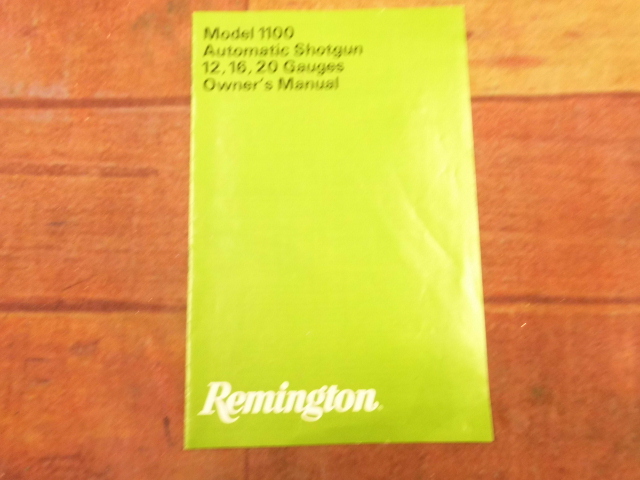 Model 1100
Automatic Shotgun
12, 16, 20 Gauges
Owner's Manual
Remington